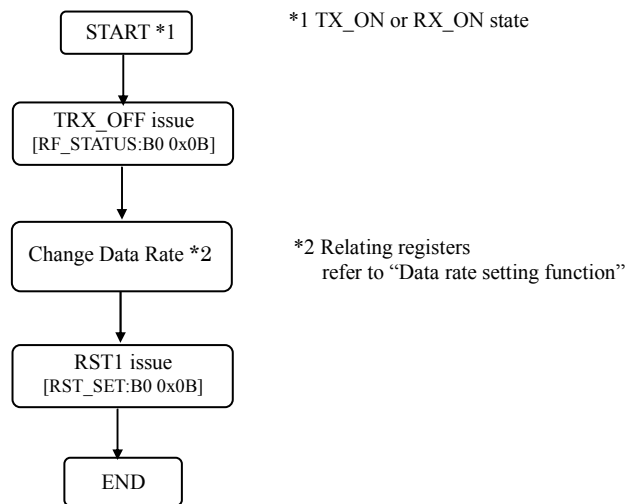 START *1
*1 TX_ON or RX_ON state
TRX_OFF issue
[RF_STATUS:B0 0x0B]
Change Data Rate *2
*2 Relating registers
refer to “Data rate setting function”
RST1 issue
[RST_SET:B0 0x0B]
END